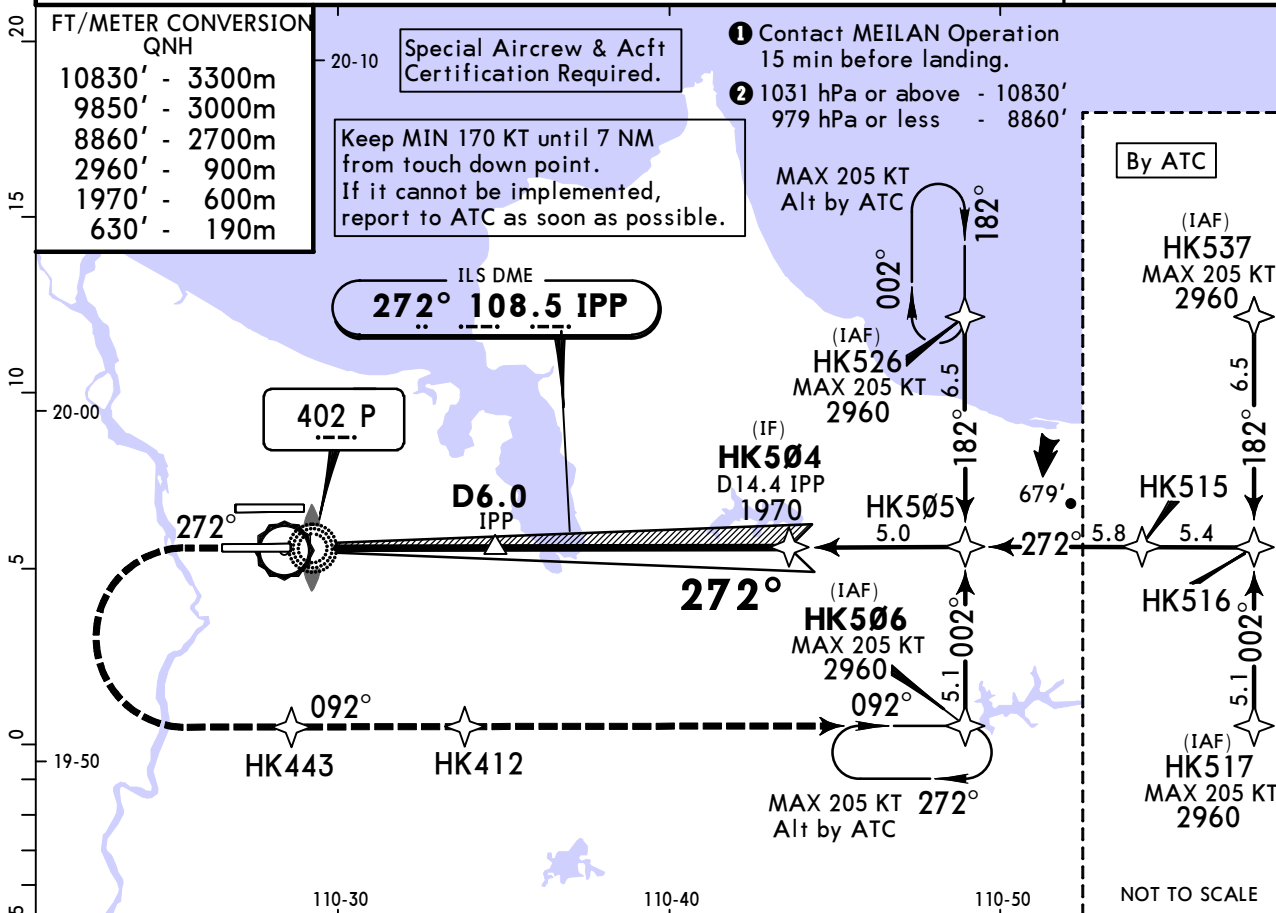 FT/METER CONVERSION
QNH
10830' - 3300m
9850' - 3000m
8860' - 2700m
2960' - 900m
1970' - 600m
630' - 190m
Special Aircrew & Acft
Certification Required.
Keep MIN 170 KT until 7 NM
from touch down point.
If it cannot be implemented,
report to ATC as soon as possible.
❶ Contact MEILAN Operation
15 min before landing.
❷ 1031 hPa or above - 10830'
979 hPa or less - 8860'
By ATC
20
15
10
5
0
5
20-10
20-00
19-50
110-30
110-40
110-50
ILS DME
272° 108.5 IPP
402 P
D6.0
IPP
(IF)
HK5Ø4
D14.4 IPP
1970
MAX 205 KT
Alt by ATC
002°
182°
(IAF)
HK526
MAX 205 KT
2960
6.5
182°
HK5Ø5
5.0
272°
679'
5.8
HK515
5.4
HK516
(IAF)
HK537
MAX 205 KT
2960
6.5
182°
272°
272°
(IAF)
HK5Ø6
MAX 205 KT
2960
5.1
002°
092°
HK443
HK412
092°
272°
MAX 205 KT
Alt by ATC
5.1
002°
(IAF)
HK517
MAX 205 KT
2960
NOT TO SCALE